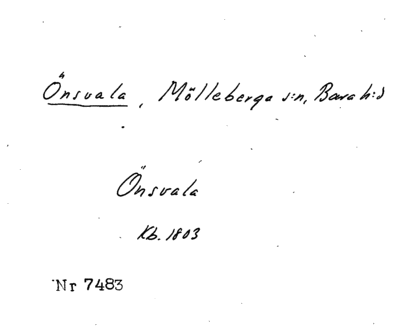 Önsvala, Mölleberga s:n, Bara h:d
Önsvala
Kb. 1803
Nr 7483